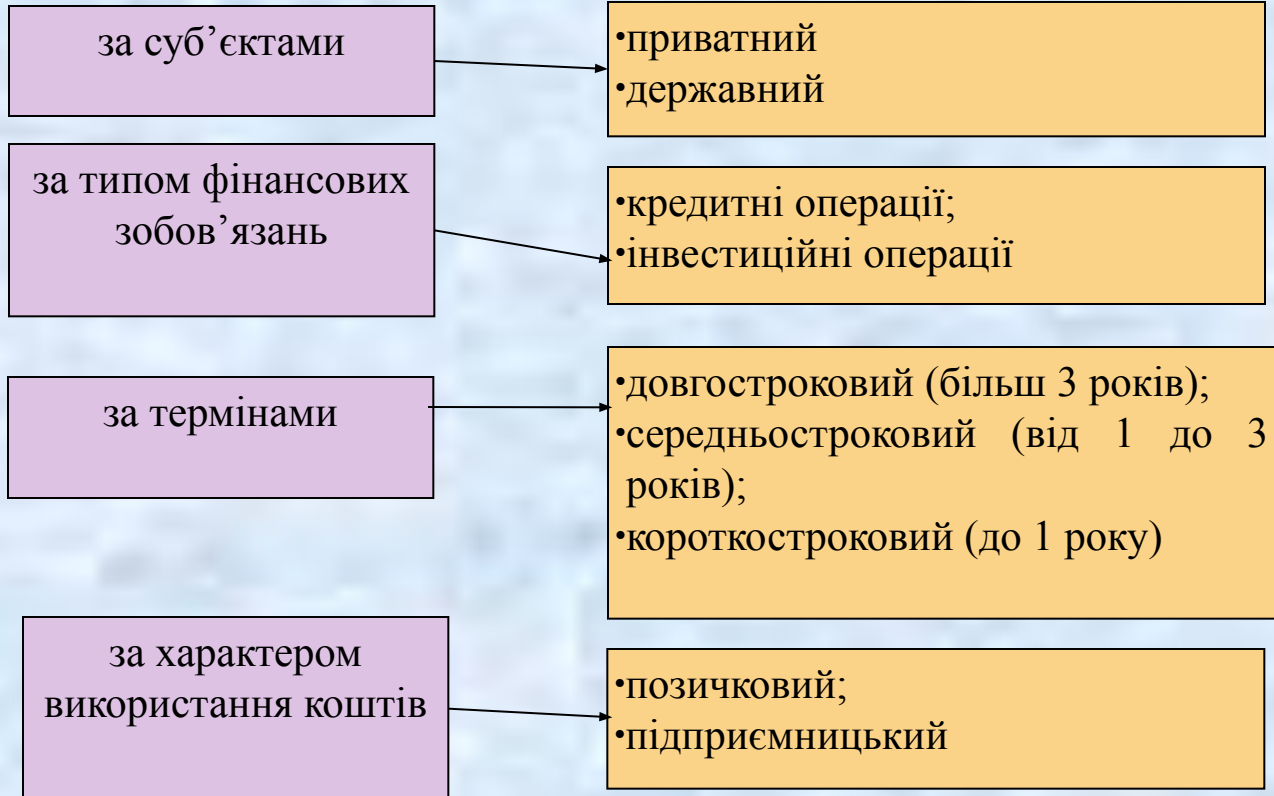 за суб’єктами
•приватний
•державний
за типом фінансових
зобов’язань
•кредитні операції;
•інвестиційні операції
за термінами
•довгостроковий (більш 3 років);
•середньостроковий (від 1 до 3
років);
•короткостроковий (до 1 року)
за характером
використання коштів
•позичковий;
•підприємницький